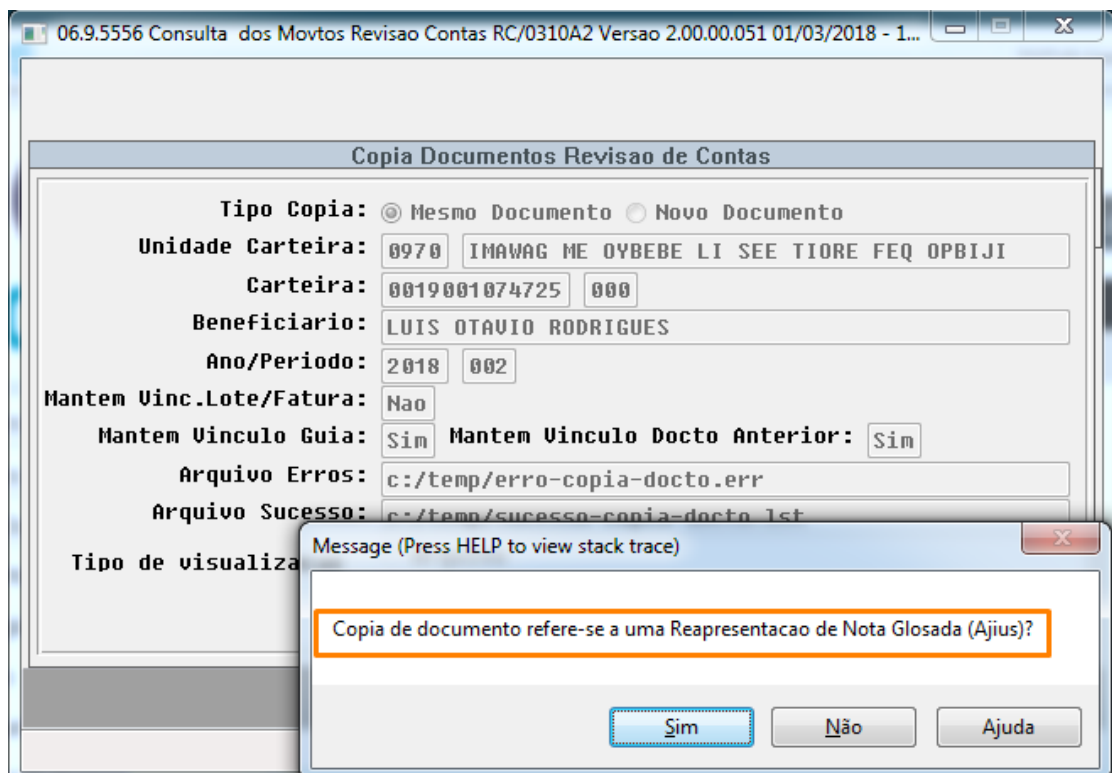 06.9.5556 Consulta dos Movtos Revisao Contas RC/0310A2 Versao 2.00.00.051 01/03/2018 - 1...
Copia Documentos Revisao de Contas
Tipo Copia: Mesmo Documento Novo Documento
Unidade Carteira: 0970 IMAWAG ME OYBEBE LI SEE TIORE FEQ OPBIJI
Carteira: 0019001074725 000
Beneficiario: LUIS OTAVIO RODRIGUES
Ano/Periodo: 2018 002
Mantem Vinc.Lote/Fatura: Nao
Mantem Vinculo Guia: Sim Mantem Vinculo Docto Anterior: Sim
Arquivo Erros: c:/temp/erro-copia-docto.err
Arquivo Sucesso: c:/temp/sucesso-copia-docto.lst
Tipo de visualiza
Message (Press HELP to view stack trace)
Copia de documento refere-se a uma Reapresentacao de Nota Glosada (Ajius)?
Sim Não Ajuda